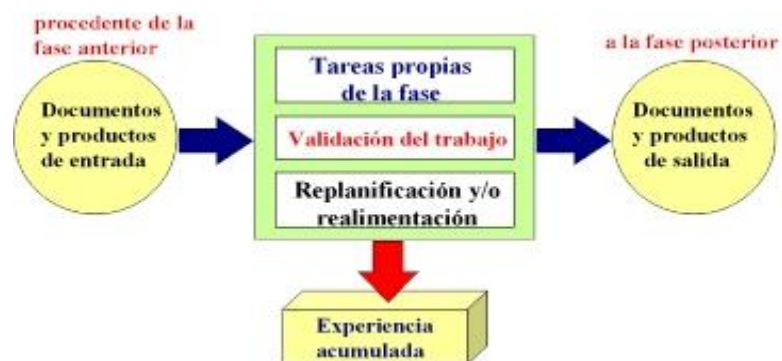 procedente de la
fase anterior
Documentos
y productos
de entrada
Tareas propias
de la fase
Validación del trabajo
Replanificación y/o
realimentación
a la fase posterior
Documentos
y productos
de salida
Experiencia
acumulada